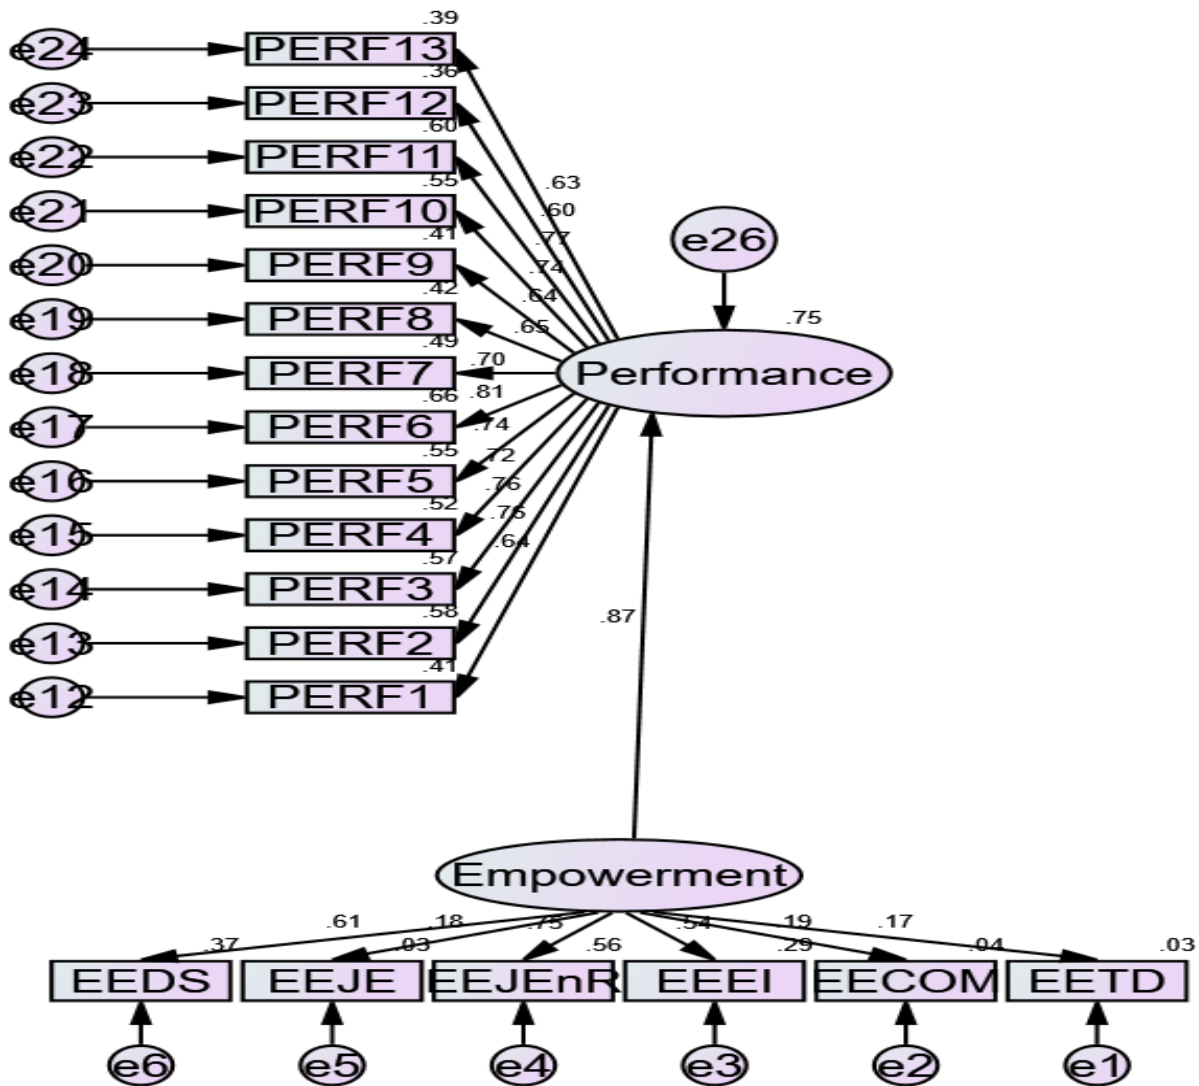 .39
e24 PERF13
.36
e23 PERF12
.60
e22 PERF11
.55
e21 PERF10
.41
e20 PERF9
.42
e19 PERF8
.49
e18 PERF7
.66
e17 PERF6
.55
e16 PERF5
.52
e15 PERF4
.57
e14 PERF3
.58
e13 PERF2
.41
e12 PERF1
.63
.60
.77
.74
.64
.65
.70
.81
.74
.72
.76
.76
.64
e26
.75
Performance
.87
Empowerment
.61 .18 .75 .54 .19 .17
.37 .03 .56 .29 .04 .03
EEDS EEJE EEJEnR EEEI EECOM EETD
e6 e5 e4 e3 e2 e1